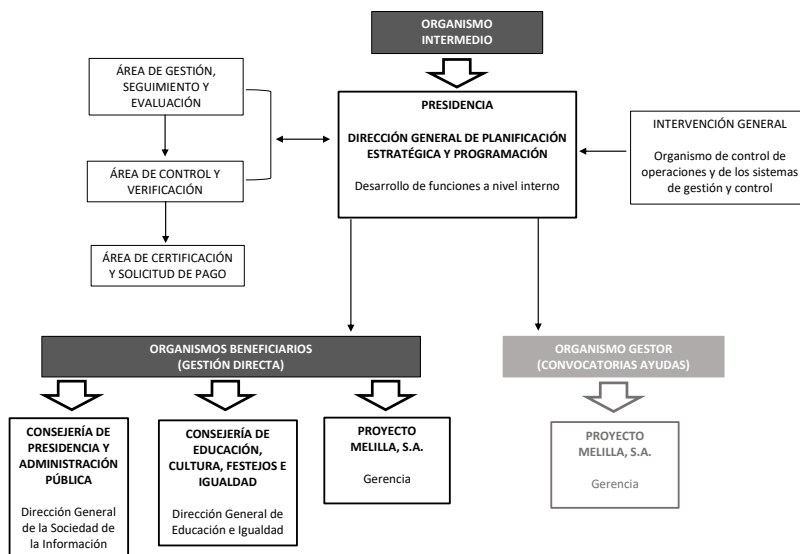 ORGANISMO
INTERMEDIO
ÁREA DE GESTIÓN,
SEGUIMIENTO Y
EVALUACIÓN
ÁREA DE CONTROL Y
VERIFICACIÓN
ÁREA DE CERTIFICACIÓN
Y SOLICITUD DE PAGO
PRESIDENCIA
DIRECCIÓN GENERAL DE PLANIFICACIÓN
ESTRATÉGICA Y PROGRAMACIÓN
Desarrollo de funciones a nivel interno
INTERVENCIÓN GENERAL
Organismo de control de
operaciones y de los sistemas
de gestión y control
ORGANISMOS BENEFICIARIOS
(GESTIÓN DIRECTA)
ORGANISMO GESTOR
(CONVOCATORIAS AYUDAS)
CONSEJERÍA DE
PRESIDENCIA Y
ADMINISTRACIÓN
PÚBLICA
Dirección General
de la Sociedad de
la Información
CONSEJERÍA DE
EDUCACIÓN,
CULTURA, FESTEJOS E
IGUALDAD
Dirección General de
Educación e Igualdad
PROYECTO
MELILLA, S.A.
Gerencia
PROYECTO
MELILLA, S.A.
Gerencia